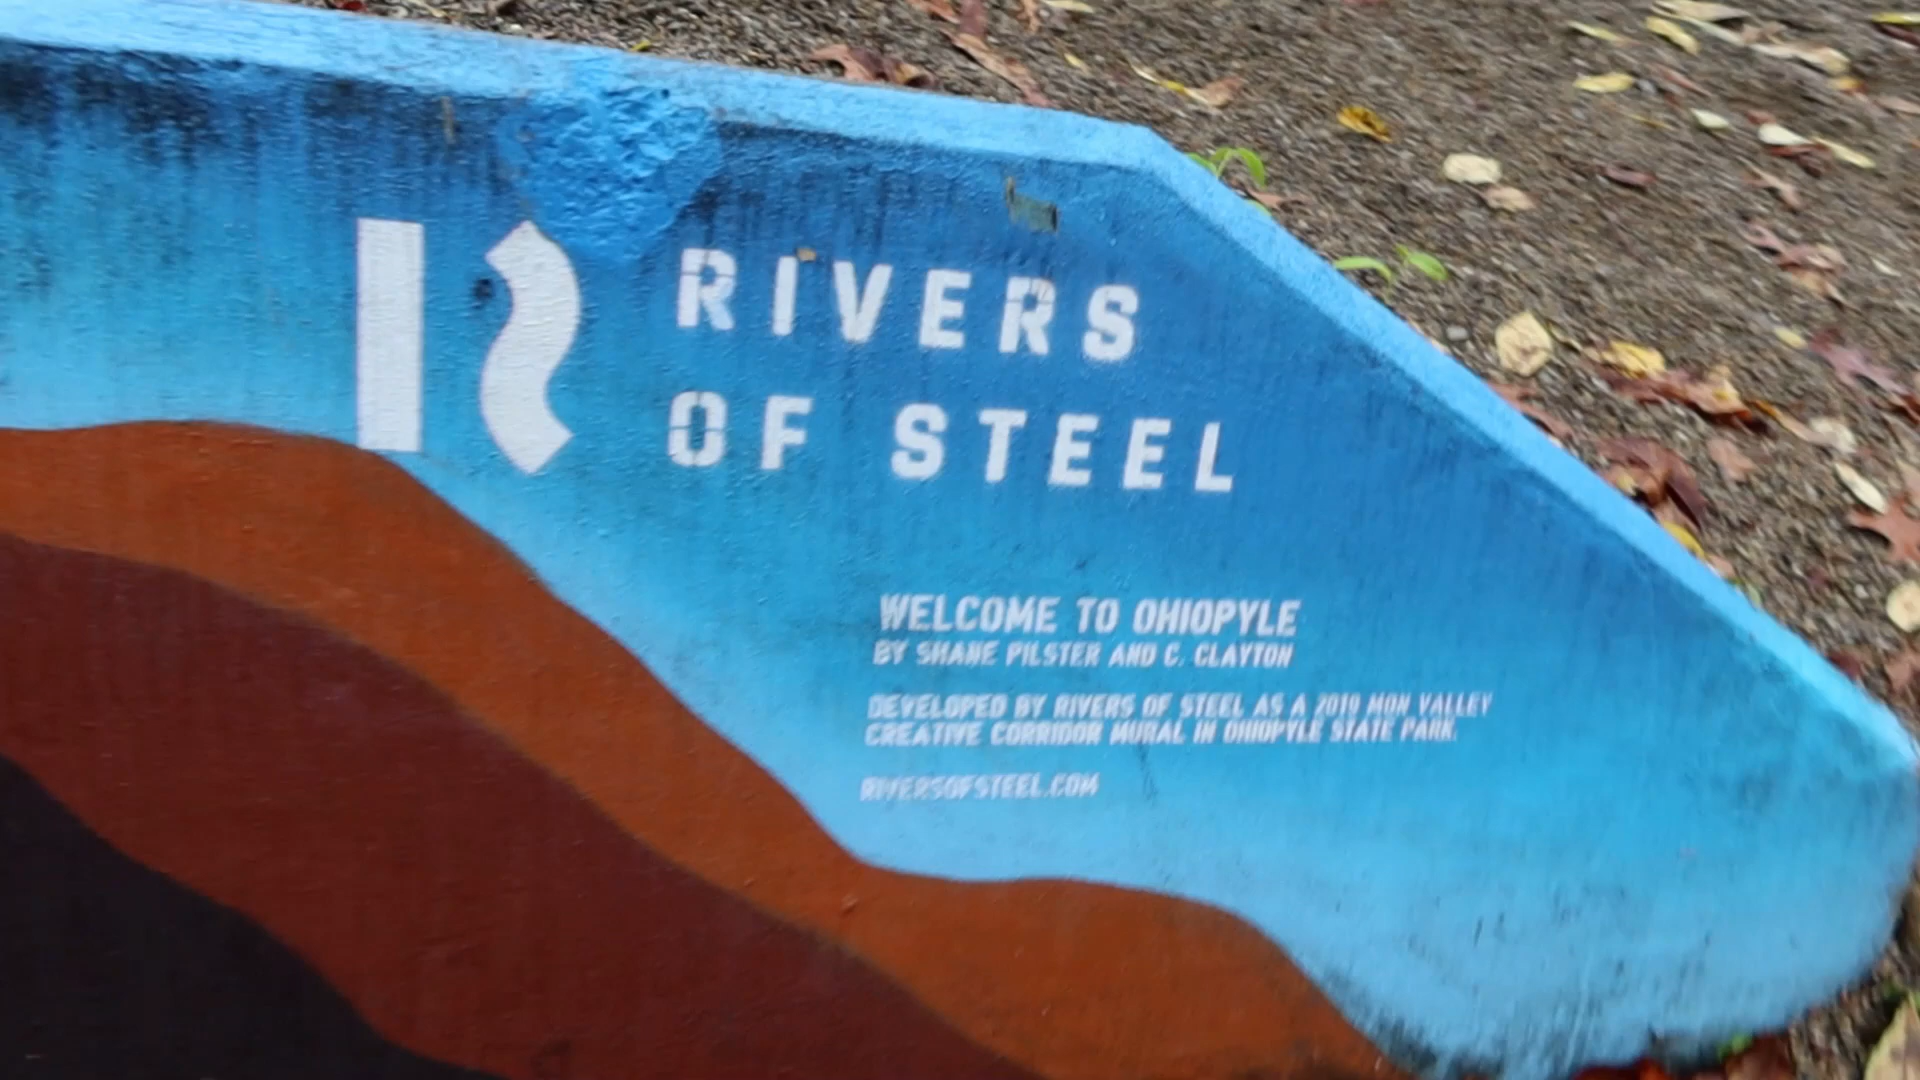 RIVERS
OF STEEL
WELCOME TO OHIOPYLE
BY SHANE PILSTER AND C. CLAYTON
DEVELOPED BY RIVERS OF STEEL AS A 2019 MON VALLEY
CREATIVE CORRIDOR MURAL IN OHIOPYLE STATE PARK.
RIVERSOFSTEEL.COM